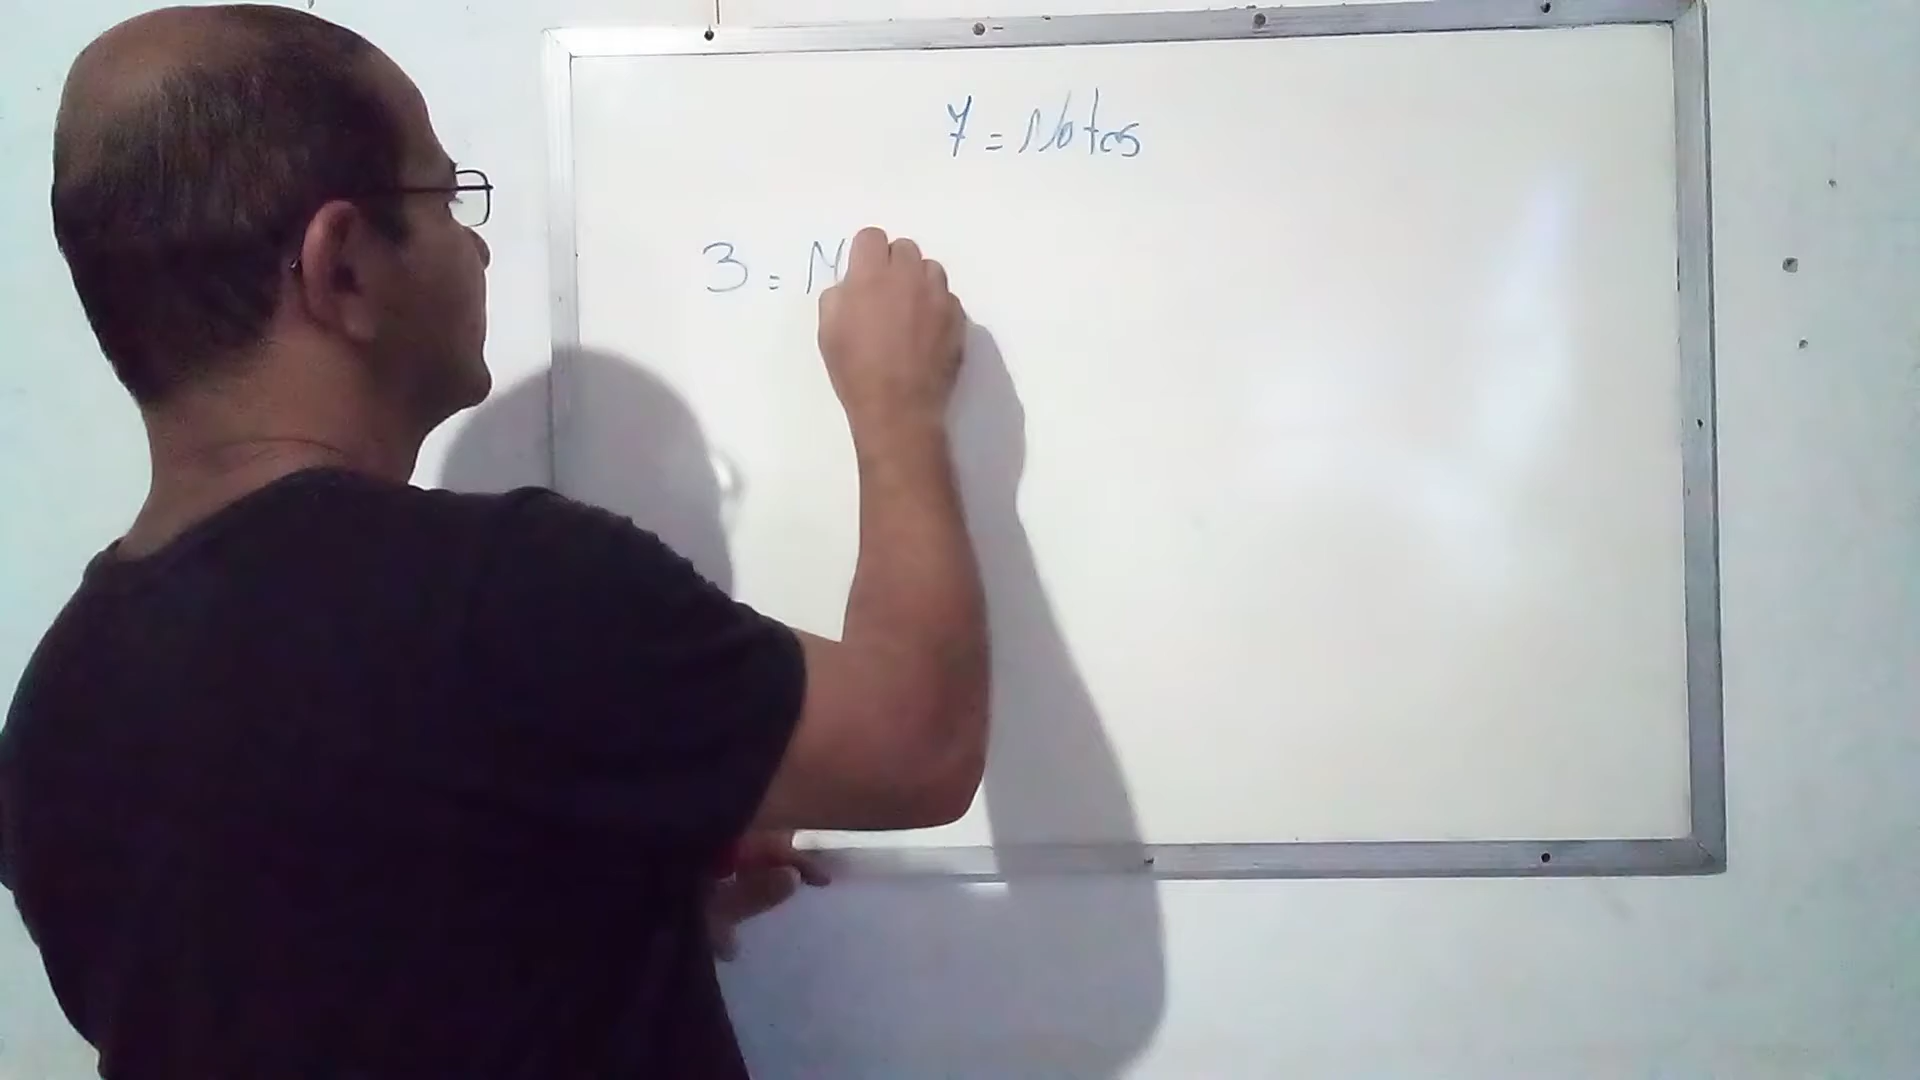 7 = Notas
3 = N